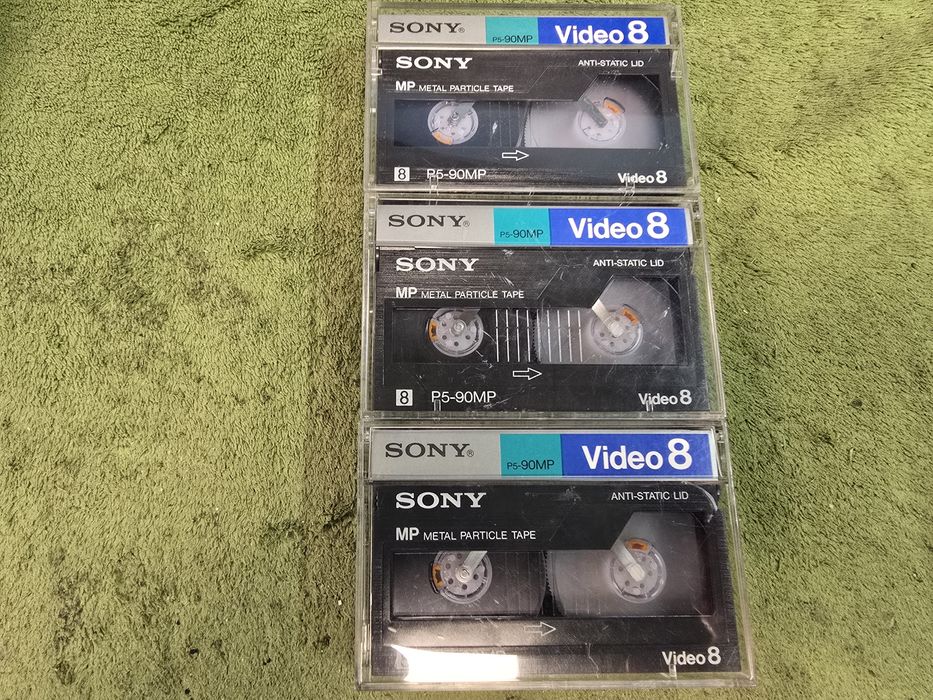 SONY® P5-90MP Video 8
SONY ANTI-STATIC LID
MP METAL PARTICLE TAPE
8 P5-90MP Video 8
SONY® P5-90MP Video 8
SONY ANTI-STATIC LID
MP METAL PARTICLE TAPE
8 P5-90MP Video 8
SONY® P5-90MP Video 8
SONY ANTI-STATIC LID
MP METAL PARTICLE TAPE
8 Video 8